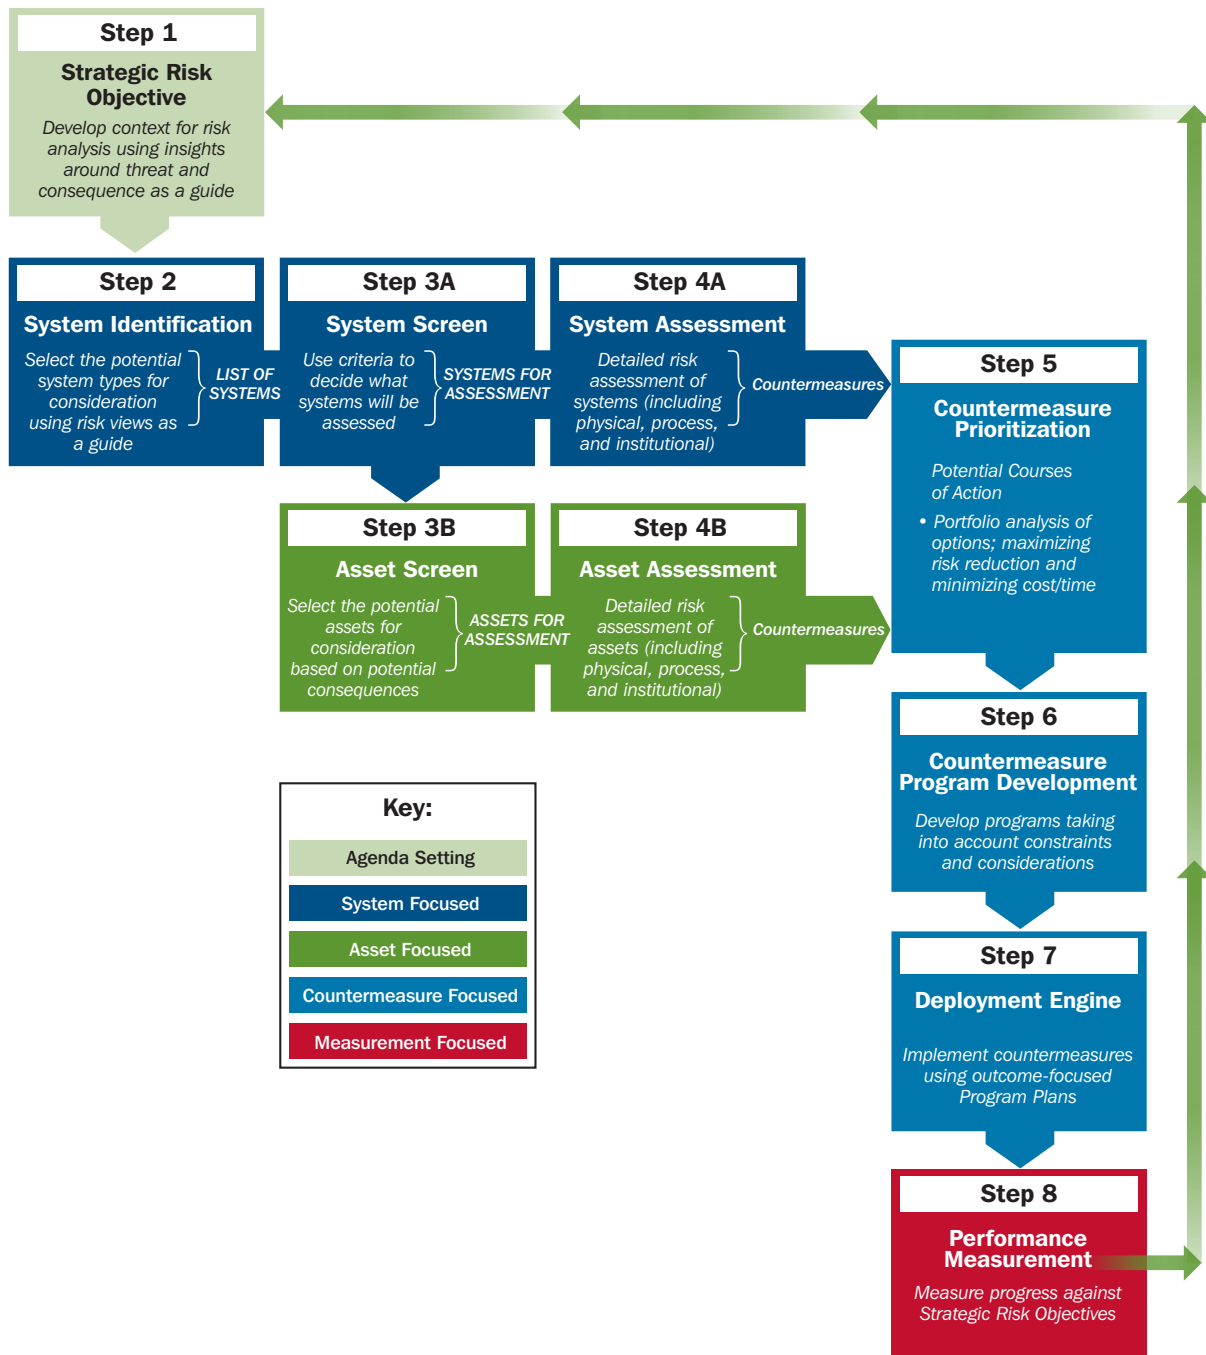 Step 1
Strategic Risk
Objective
Develop context for risk
analysis using insights
around threat and
consequence as a guide
Step 2
System Identification
Select the potential
system types for
consideration
using risk views as
a guide
LIST OF
SYSTEMS
Step 3A
System Screen
Use criteria to
decide what
systems will be
assessed
SYSTEMS FOR
ASSESSMENT
Step 4A
System Assessment
Detailed risk
assessment of
systems (including
physical, process,
and institutional)
Countermeasures
Step 3B
Asset Screen
Select the potential
assets for
consideration
based on potential
consequences
ASSETS FOR
ASSESSMENT
Step 4B
Asset Assessment
Detailed risk
assessment of
assets (including
physical, process,
and institutional)
Countermeasures
Step 5
Countermeasure
Prioritization
Potential Courses
of Action
• Portfolio analysis of
options; maximizing
risk reduction and
minimizing cost/time
Step 6
Countermeasure
Program Development
Develop programs taking
into account constraints
and considerations
Step 7
Deployment Engine
Implement countermeasures
using outcome-focused
Program Plans
Step 8
Performance
Measurement
Measure progress against
Strategic Risk Objectives
Key:
Agenda Setting
System Focused
Asset Focused
Countermeasure Focused
Measurement Focused